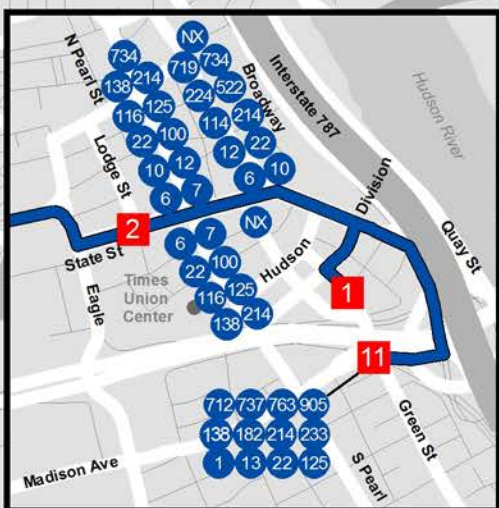 N Pearl St
734
138 214
116 125
22 100
10 12
6 7
NX
719 734
224 522
114 214
12 22
6 10
Broadway
Interstate 787
Hudson River
Lodge St
Division
Quay St
2
State St
NX
6 7
22 100
116 125
138 214
Hudson
Times
Union
Center
Eagle
1
11
712 737 763 905
138 182 214 233
1 13 22 125
Green St
Madison Ave
S Pearl